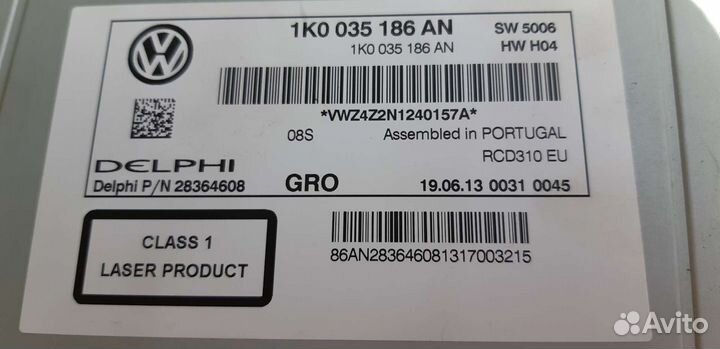 1K0 035 186 AN SW 5006
1K0 035 186 AN HW H04
*VWZ4Z2N1240157A*
08S Assembled in PORTUGAL
DELPHI RCD310 EU
Delphi P/N 28364608 GRO 19.06.13 0031 0045
CLASS 1
LASER PRODUCT
86AN283646081317003215
Avito